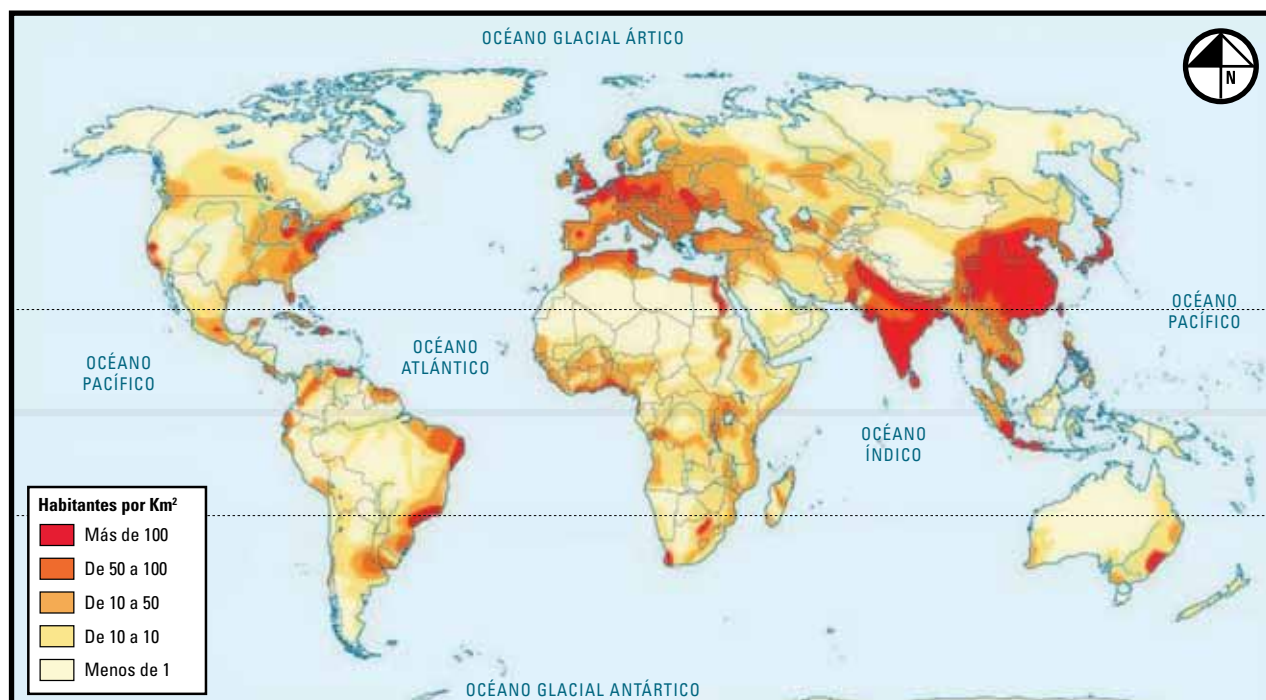 OCÉANO GLACIAL ÁRTICO
N
OCÉANO
PACÍFICO
OCÉANO
ATLÁNTICO
OCÉANO
PACÍFICO
OCÉANO
ÍNDICO
Habitantes por Km²
Más de 100
De 50 a 100
De 10 a 50
De 10 a 10
Menos de 1
OCÉANO GLACIAL ANTÁRTICO